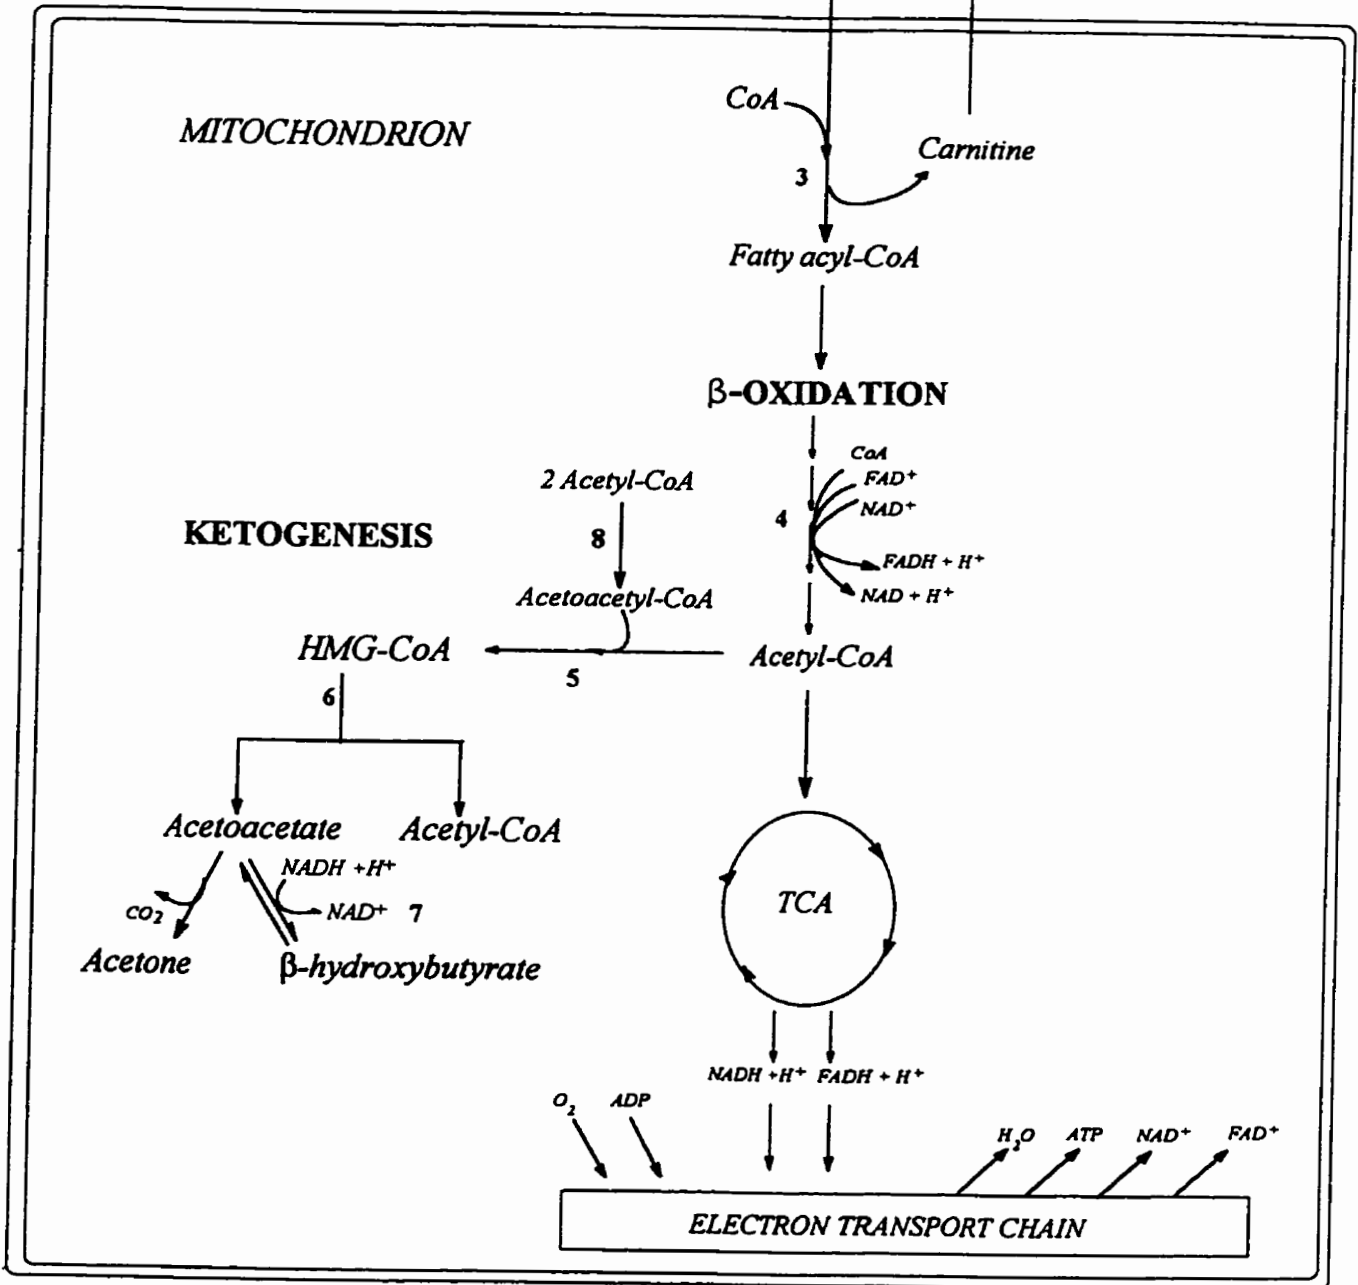 CoA
MITOCHONDRION
Carnitine
3
Fatty acyl-CoA
β-OXIDATION
CoA
2 Acetyl-CoA
FAD⁺
4
NAD⁺
KETOGENESIS
8
FADH + H⁺
Acetoacetyl-CoA
NAD + H⁺
HMG-CoA
Acetyl-CoA
5
6
Acetoacetate
Acetyl-CoA
NADH +H⁺
TCA
CO₂
NAD⁺ 7
Acetone
β-hydroxybutyrate
NADH +H⁺ FADH + H⁺
O₂
ADP
H₂O
ATP
NAD⁺
FAD⁺
ELECTRON TRANSPORT CHAIN